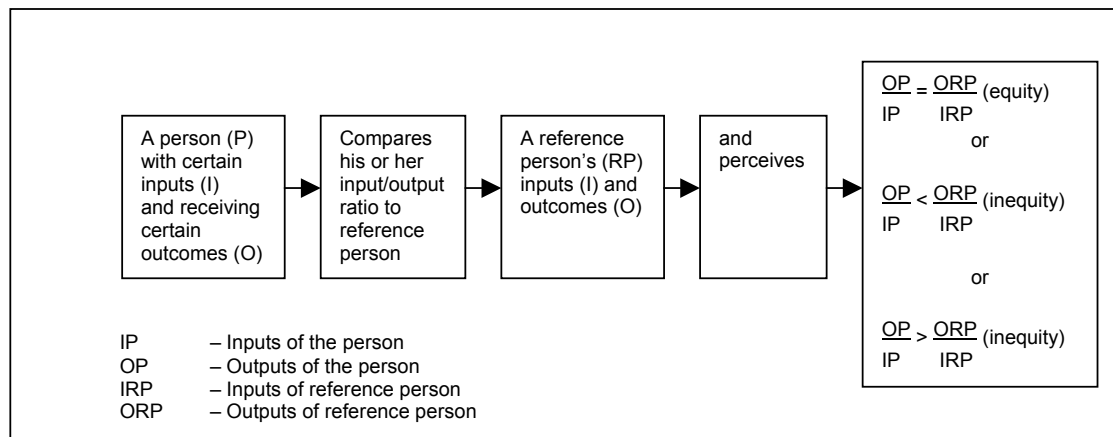 A person (P)
with certain
inputs (I)
and receiving
certain
outcomes (O)
Compares
his or her
input/output
ratio to
reference
person
A reference
person's (RP)
inputs (I) and
outcomes (O)
and
perceives
OP = ORP (equity)
IP IRP
or
OP < ORP (inequity)
IP IRP
or
OP > ORP (inequity)
IP IRP
IP – Inputs of the person
OP – Outputs of the person
IRP – Inputs of reference person
ORP – Outputs of reference person